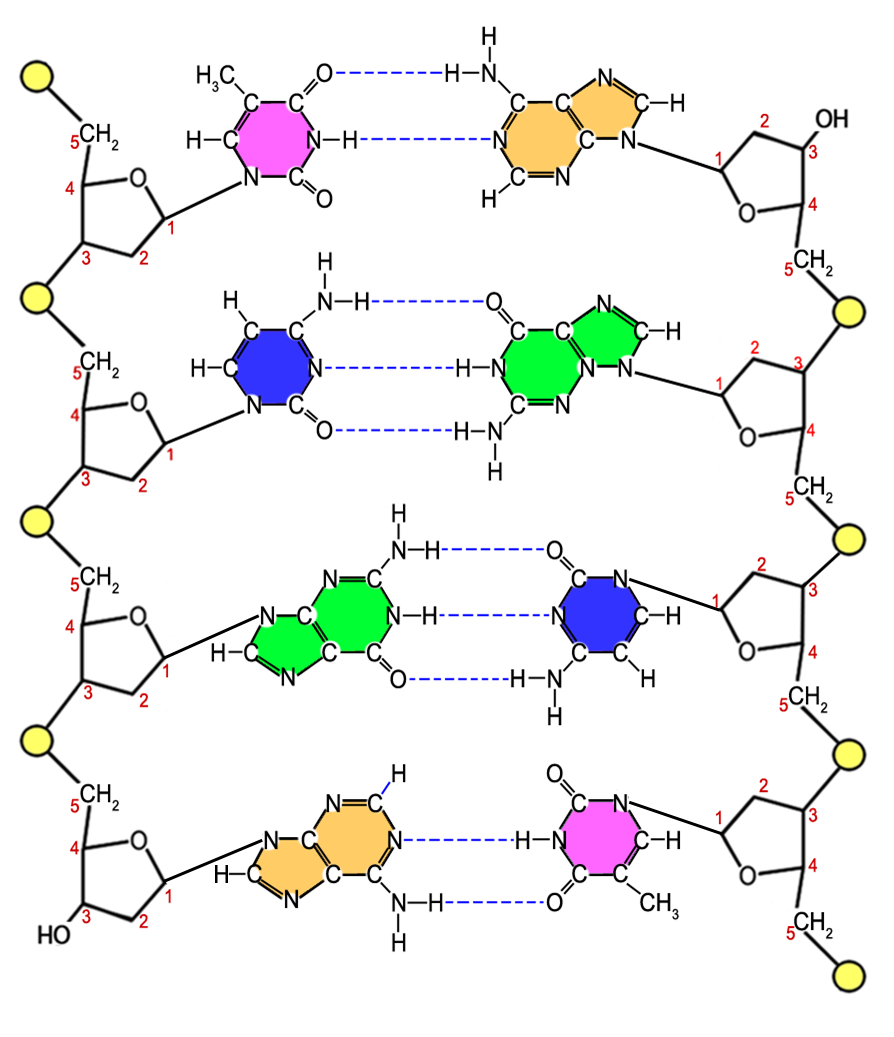 H
H₃C O H N N
C C C C C H
OH
2
5 CH₂ H C N H N C N 3
1
4 O N C C N
O H 4
O
1
3 2
5 CH₂
H
H N H O N
C C C C C H
2
5 CH₂ H C N H N N N 3
1
4 O N C C N
O H N 4
O
1
H
3 2
5 CH₂
H
N H O
5 CH₂ N C C N 2
3
1
4 O N C N H N C H
4
1 H C C C C C O
N O H N H
3 2
H
5 CH₂
H O
5 CH₂ N C C N 2
3
1
4 O N C N H N C H
4
1 H C C C C C O
N N H O CH₃
3 2
HO H
5 CH₂